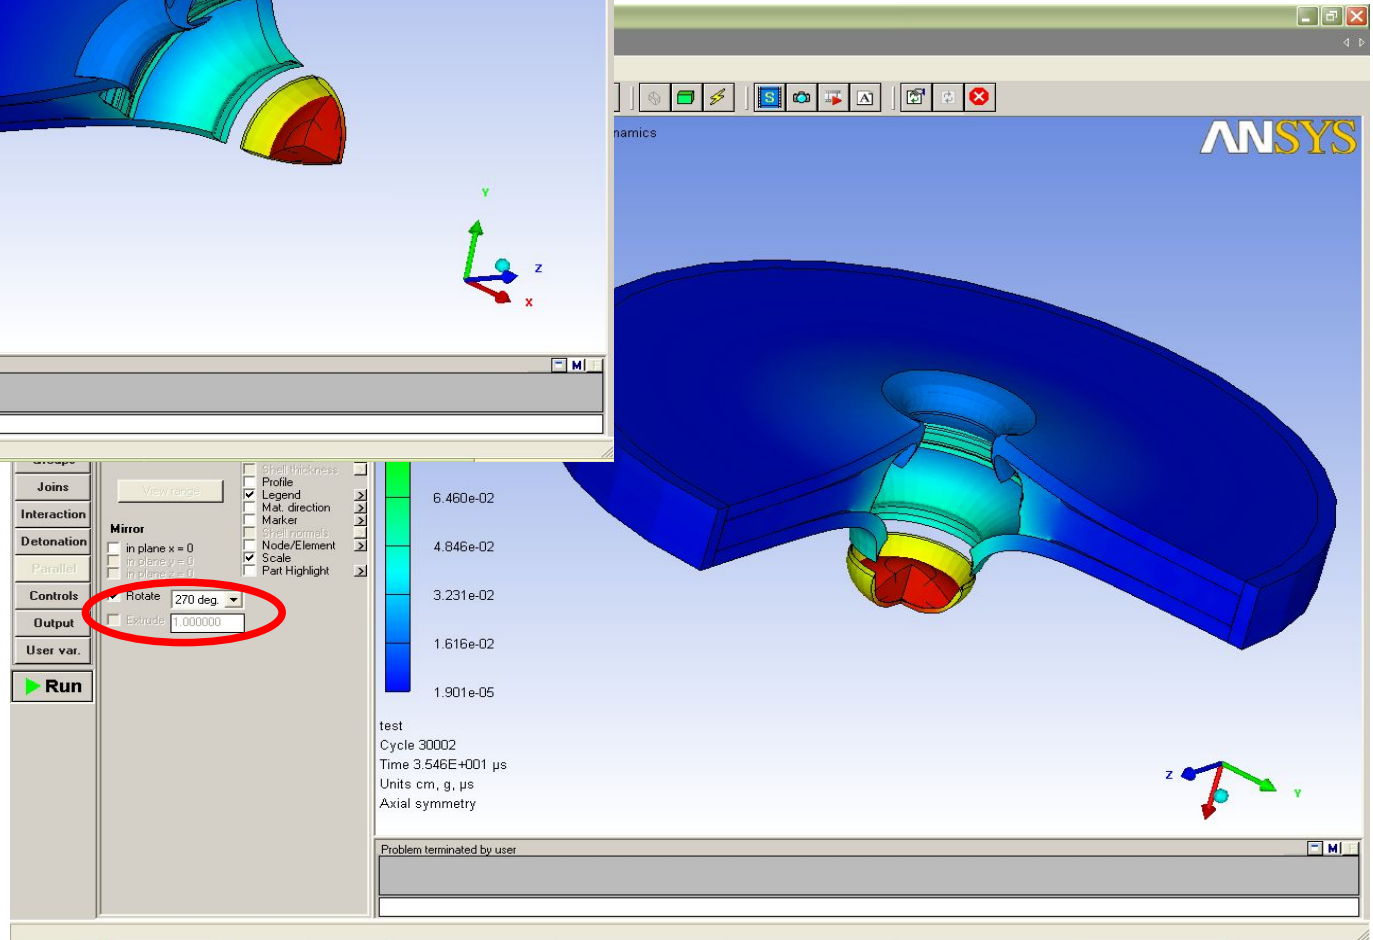 namics
ANSYS
Y
Z
X
M
Groups
Joins
Interaction
Detonation
Parallel
Controls
Output
User var.
Run
View range
Mirror
in plane x = 0
in plane y = 0
in plane z = 0
Rotate 270 deg.
Extrude 1.000000
Shell thickness
Profile
Legend
Mat. direction
Marker
Shell normals
Node/Element
Scale
Part Highlight
6.460e-02
4.846e-02
3.231e-02
1.616e-02
1.901e-05
test
Cycle 30002
Time 3.546E+001 µs
Units cm, g, µs
Axial symmetry
Z
Y
Problem terminated by user
M